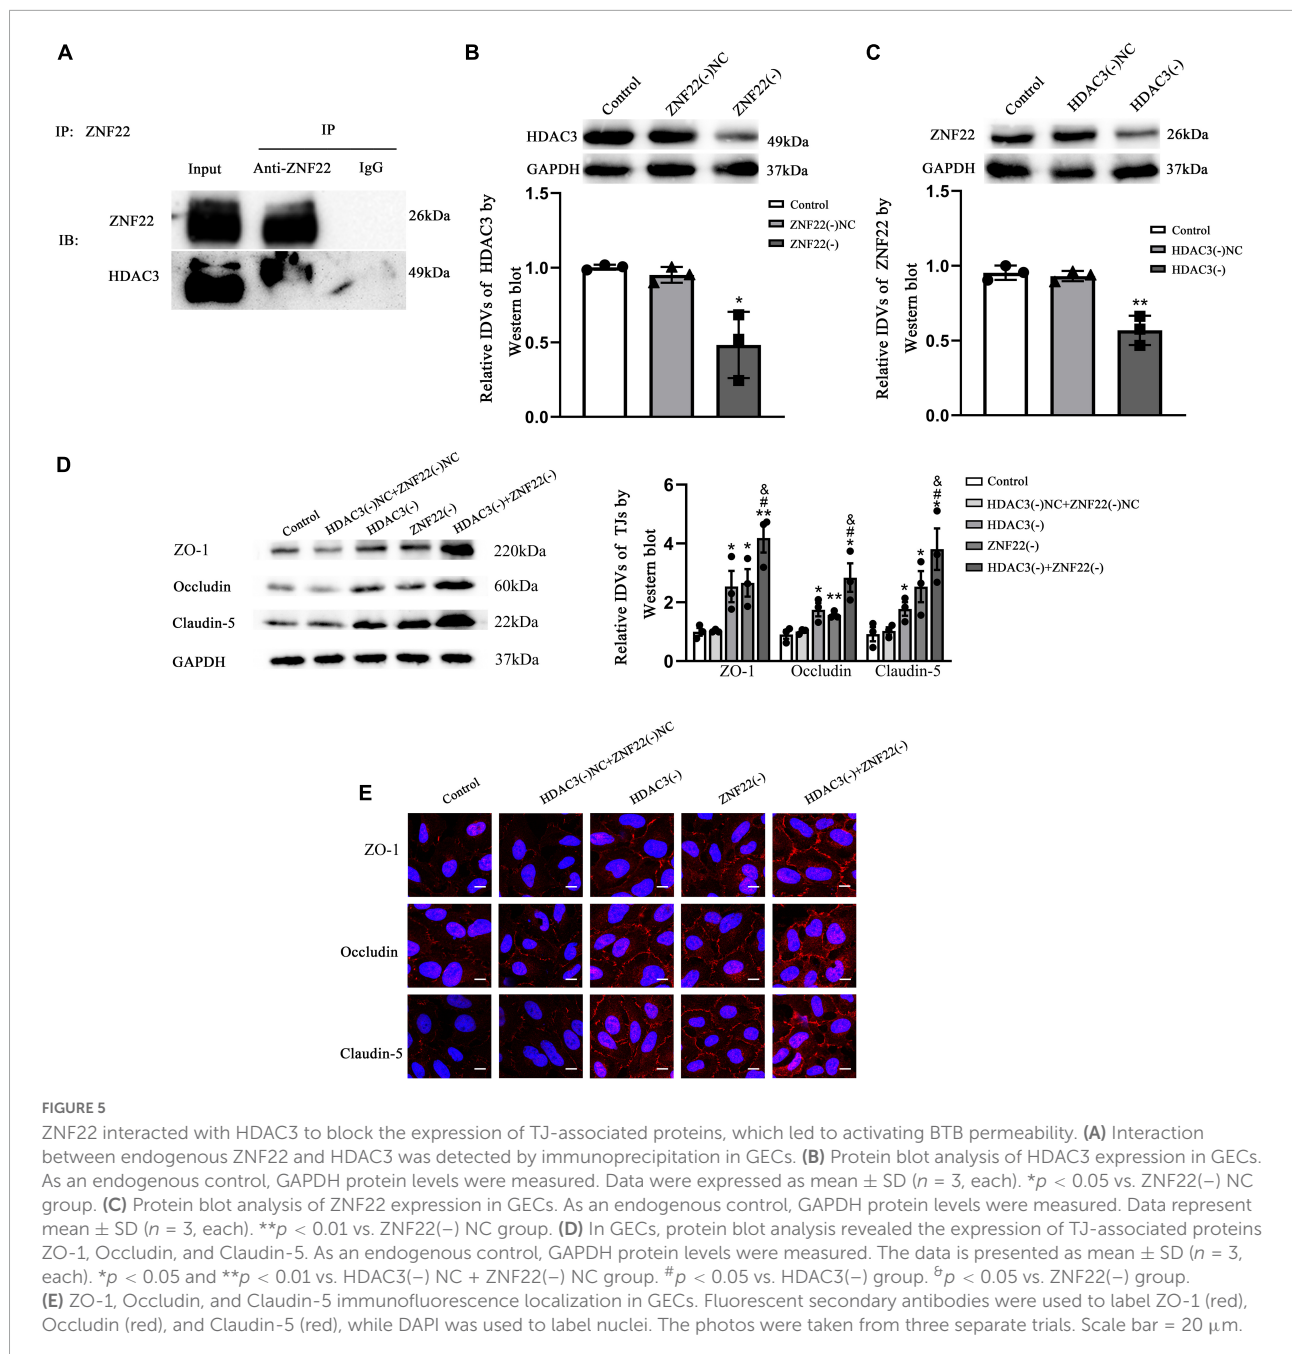 A
IP: ZNF22
IP
Input Anti-ZNF22 IgG
ZNF22 26kDa
IB:
HDAC3 49kDa
B
Control ZNF22(-)NC ZNF22(-)
HDAC3 49kDa
GAPDH 37kDa
Relative IDVs of HDAC3 by
Western blot
1.5
1.0
0.5
0.0
*
Control
ZNF22(-)NC
ZNF22(-)
C
Control HDAC3(-)NC HDAC3(-)
ZNF22 26kDa
GAPDH 37kDa
Relative IDVs of ZNF22 by
Western blot
1.5
1.0
0.5
0.0
**
Control
HDAC3(-)NC
HDAC3(-)
D
Control HDAC3(-)NC+ZNF22(-)NC HDAC3(-) ZNF22(-) HDAC3(-)+ZNF22(-)
ZO-1 220kDa
Occludin 60kDa
Claudin-5 22kDa
GAPDH 37kDa
Relative IDVs of TJs by
Western blot
6
4
2
0
* * & # **
* ** & # *
* * & # *
ZO-1 Occludin Claudin-5
Control
HDAC3(-)NC+ZNF22(-)NC
HDAC3(-)
ZNF22(-)
HDAC3(-)+ZNF22(-)
E
Control HDAC3(-)NC+ZNF22(-)NC HDAC3(-) ZNF22(-) HDAC3(-)+ZNF22(-)
ZO-1
Occludin
Claudin-5
FIGURE 5
ZNF22 interacted with HDAC3 to block the expression of TJ-associated proteins, which led to activating BTB permeability. (A) Interaction
between endogenous ZNF22 and HDAC3 was detected by immunoprecipitation in GECs. (B) Protein blot analysis of HDAC3 expression in GECs.
As an endogenous control, GAPDH protein levels were measured. Data were expressed as mean ± SD (n = 3, each). *p < 0.05 vs. ZNF22(−) NC
group. (C) Protein blot analysis of ZNF22 expression in GECs. As an endogenous control, GAPDH protein levels were measured. Data represent
mean ± SD (n = 3, each). **p < 0.01 vs. ZNF22(−) NC group. (D) In GECs, protein blot analysis revealed the expression of TJ-associated proteins
ZO-1, Occludin, and Claudin-5. As an endogenous control, GAPDH protein levels were measured. The data is presented as mean ± SD (n = 3,
each). *p < 0.05 and **p < 0.01 vs. HDAC3(−) NC + ZNF22(−) NC group. #p < 0.05 vs. HDAC3(−) group. &p < 0.05 vs. ZNF22(−) group.
(E) ZO-1, Occludin, and Claudin-5 immunofluorescence localization in GECs. Fluorescent secondary antibodies were used to label ZO-1 (red),
Occludin (red), and Claudin-5 (red), while DAPI was used to label nuclei. The photos were taken from three separate trials. Scale bar = 20 μm.